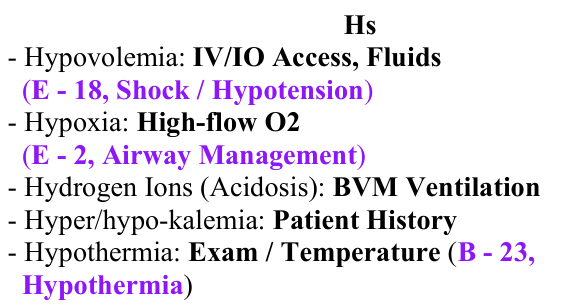 Hs
- Hypovolemia: IV/IO Access, Fluids
(E - 18, Shock / Hypotension)
- Hypoxia: High-flow O2
(E - 2, Airway Management)
- Hydrogen Ions (Acidosis): BVM Ventilation
- Hyper/hypo-kalemia: Patient History
- Hypothermia: Exam / Temperature (B - 23,
Hypothermia)